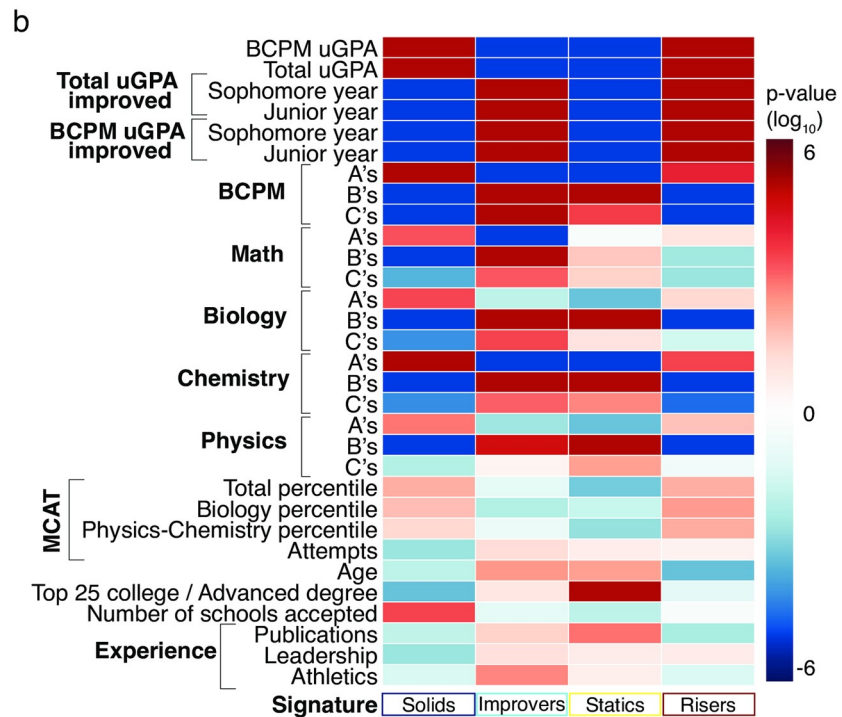 b
BCPM uGPA
Total uGPA
Total uGPA improved
Sophomore year
Junior year
BCPM uGPA improved
Sophomore year
Junior year
BCPM
A's
B's
C's
Math
A's
B's
C's
Biology
A's
B's
C's
Chemistry
A's
B's
C's
Physics
A's
B's
C's
MCAT
Total percentile
Biology percentile
Physics-Chemistry percentile
Attempts
Age
Top 25 college / Advanced degree
Number of schools accepted
Experience
Publications
Leadership
Athletics
Signature Solids Improvers Statics Risers
p-value
(log10)
6
0
-6